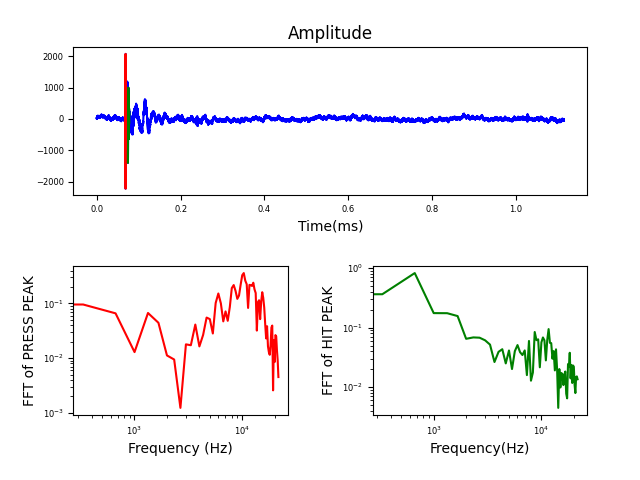 Amplitude
2000
1000
0
−1000
−2000
0.0 0.2 0.4 0.6 0.8 1.0
Time(ms)
FFT of PRESS PEAK
10⁻¹
10⁻²
10⁻³
10³ 10⁴
Frequency (Hz)
FFT of HIT PEAK
10⁰
10⁻¹
10⁻²
10³ 10⁴
Frequency(Hz)